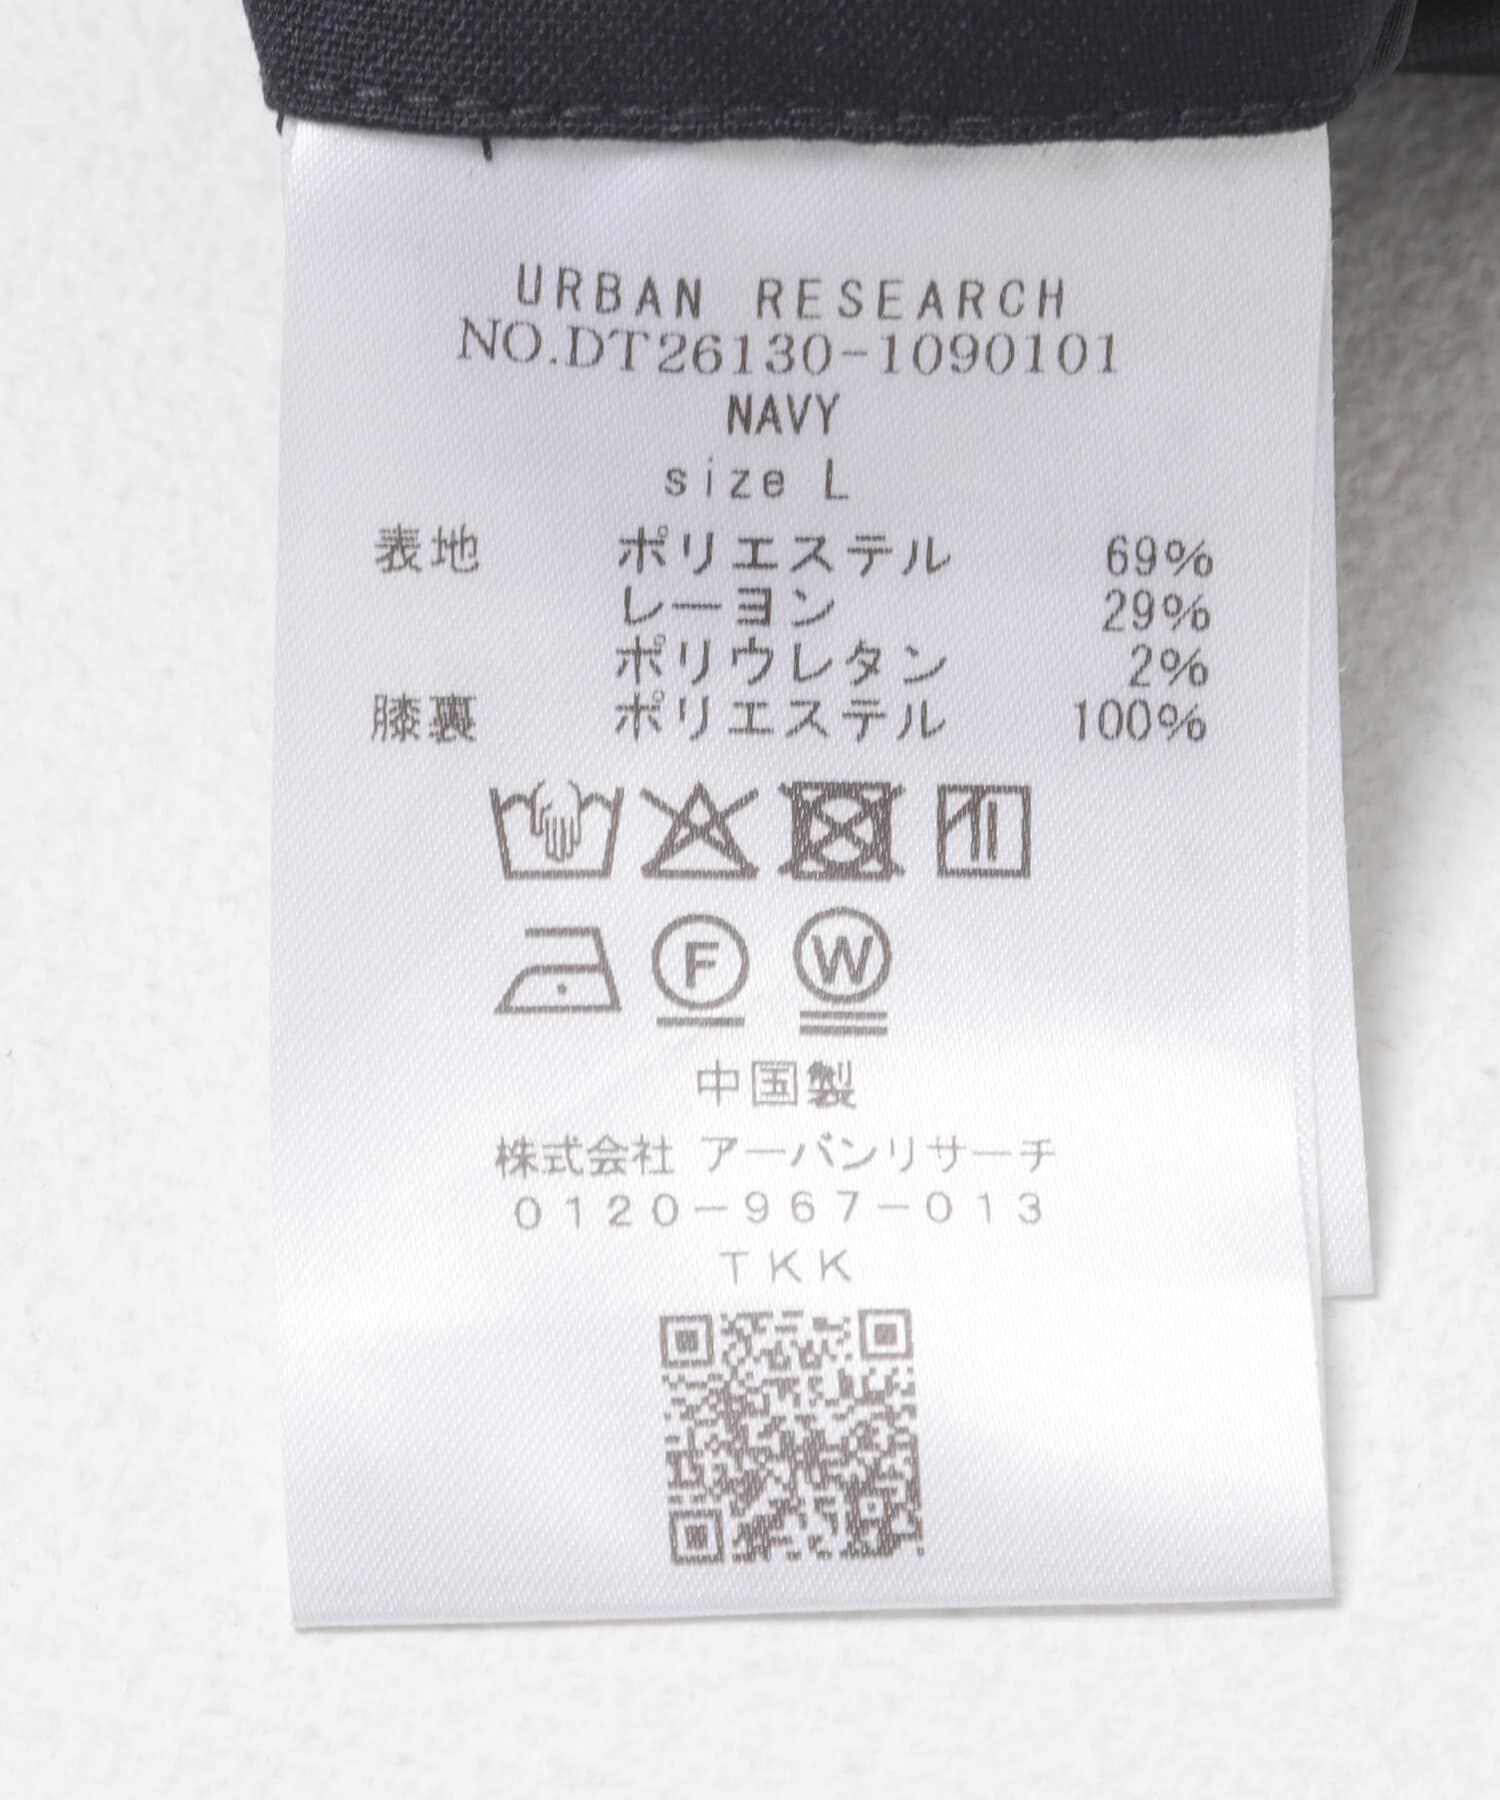 URBAN RESEARCH
NO.DT26130-1090101
NAVY
size L
表地 ポリエステル 69%
レーヨン 29%
ポリウレタン 2%
膝裏 ポリエステル 100%
F W
中国製
株式会社 アーバンリサーチ
0120-967-013
TKK